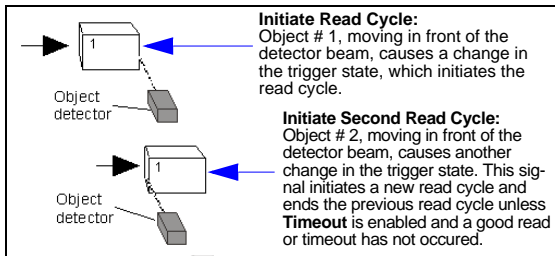 Initiate Read Cycle:
Object # 1, moving in front of the
detector beam, causes a change in
the trigger state, which initiates the
read cycle.
1
Object
detector
Initiate Second Read Cycle:
Object # 2, moving in front of the
detector beam, causes another
change in the trigger state. This sig-
nal initiates a new read cycle and
ends the previous read cycle unless
Timeout is enabled and a good read
or timeout has not occured.
1
Object
detector